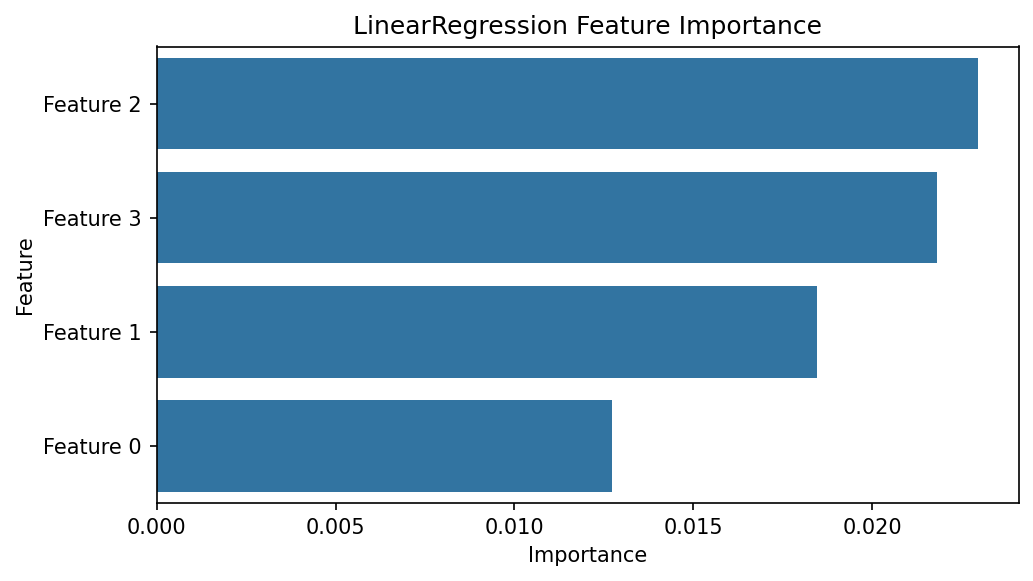 LinearRegression Feature Importance
Feature 2
Feature 3
Feature 1
Feature 0
Feature
0.000 0.005 0.010 0.015 0.020
Importance